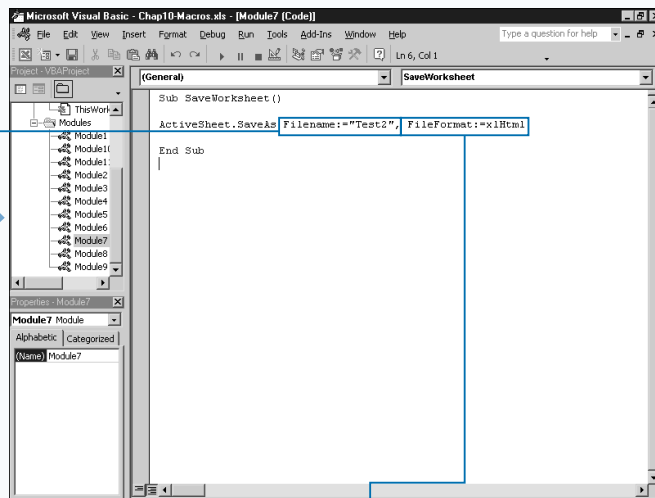 Microsoft Visual Basic - Chap10-Macros.xls - [Module7 (Code)]
File Edit View Insert Format Debug Run Tools Add-Ins Window Help
Type a question for help
Ln 6, Col 1
Project - VBAProject
(General)
SaveWorksheet
ThisWork
Modules
Module1
Module10
Module11
Module2
Module3
Module4
Module5
Module6
Module7
Module8
Module9
Sub SaveWorksheet()
ActiveSheet.SaveAs Filename:="Test2", FileFormat:=xlHtml
End Sub
Properties - Module7
Module7 Module
Alphabetic Categorized
(Name) Module7